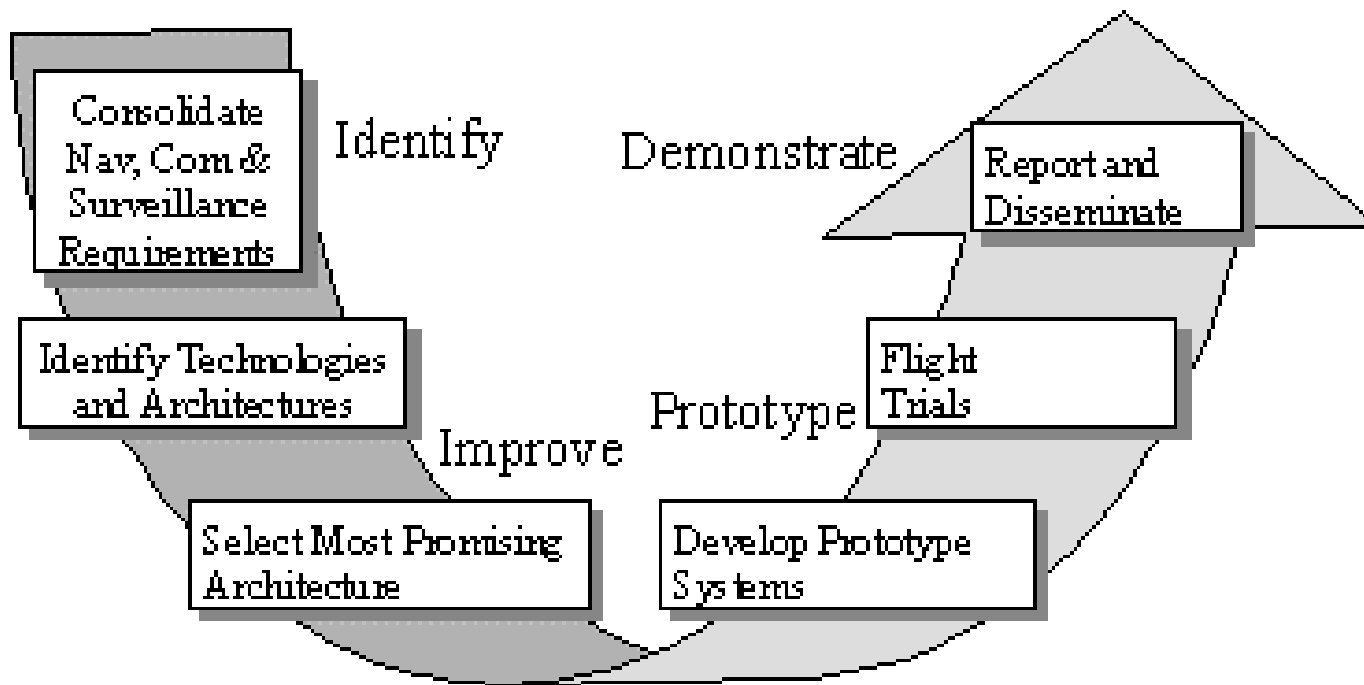 Consolidate
Nav, Com &
Surveillance
Requirements
Identify
Identify Technologies
and Architectures
Improve
Select Most Promising
Architecture
Develop Prototype
Systems
Prototype
Flight
Trials
Demonstrate
Report and
Disseminate